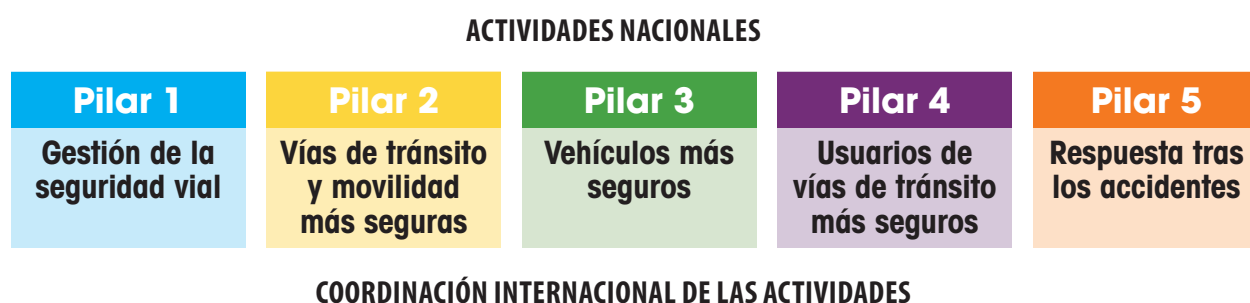 ACTIVIDADES NACIONALES
Pilar 1
Gestión de la
seguridad vial
Pilar 2
Vías de tránsito
y movilidad
más seguras
Pilar 3
Vehículos más
seguros
Pilar 4
Usuarios de
vías de tránsito
más seguros
Pilar 5
Respuesta tras
los accidentes
COORDINACIÓN INTERNACIONAL DE LAS ACTIVIDADES